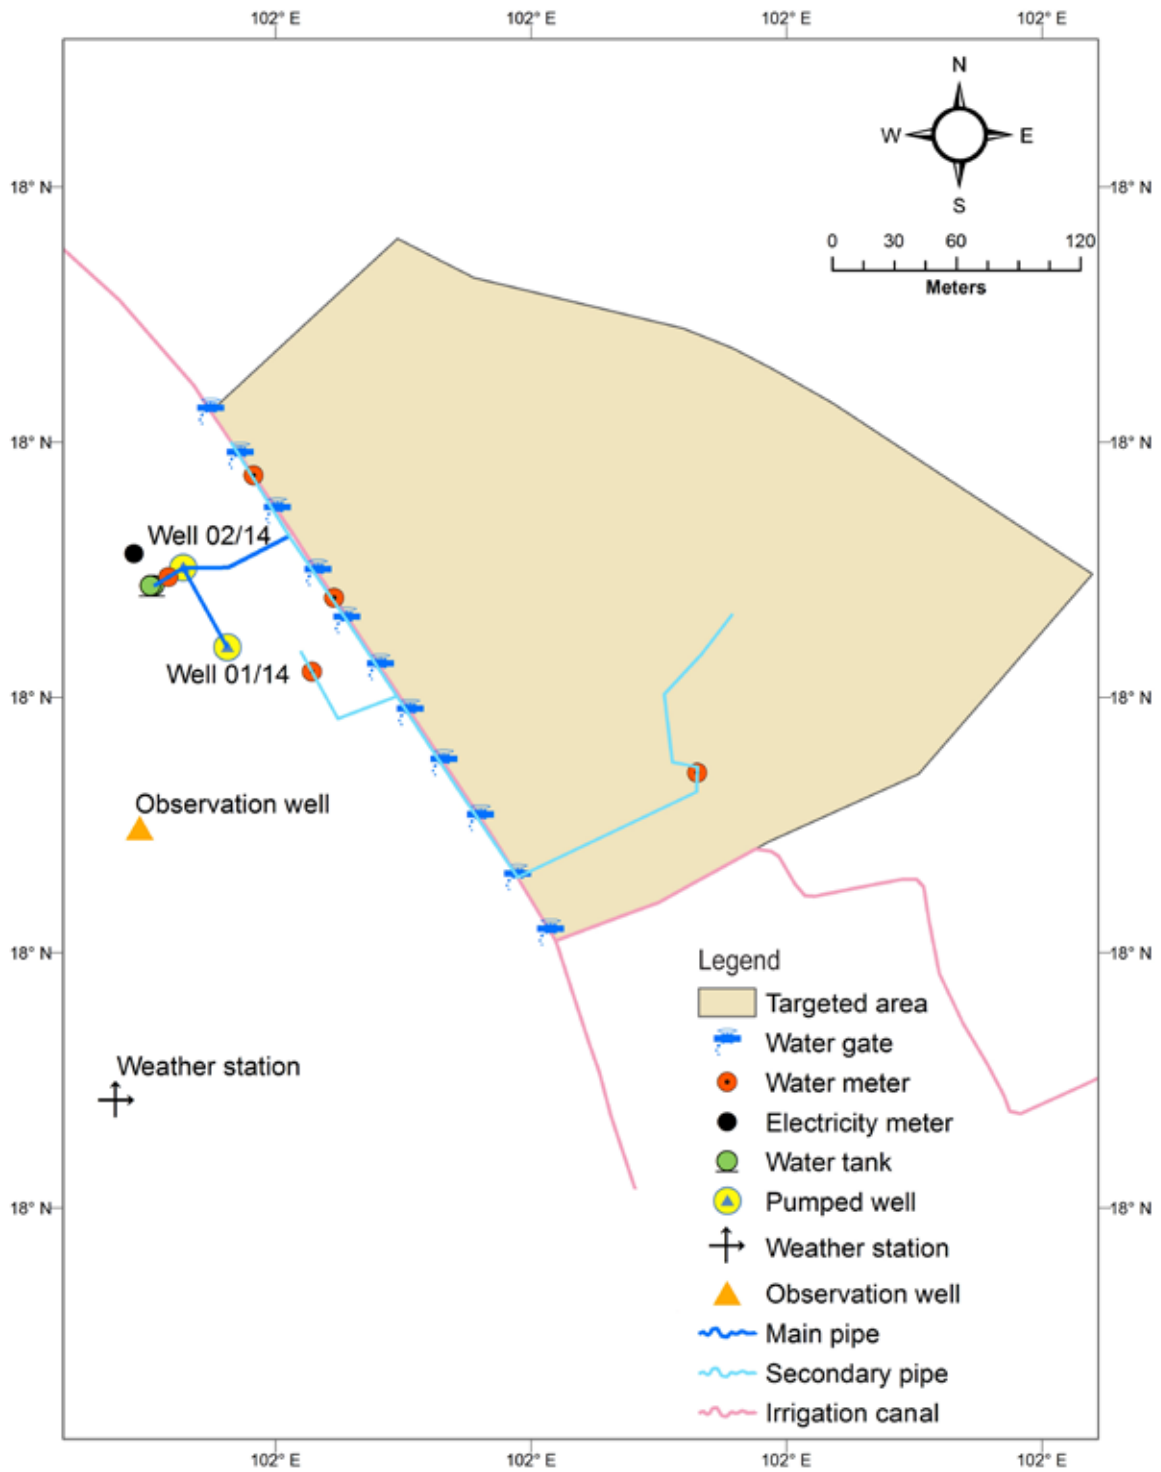 102° E 102° E 102° E 102° E
N
W E
S
18° N 18° N
0 30 60 120
Meters
18° N 18° N
Well 02/14
Well 01/14
18° N 18° N
Observation well
18° N 18° N
Legend
Targeted area
Water gate
Weather station
Water meter
Electricity meter
Water tank
Pumped well
18° N 18° N
Weather station
Observation well
Main pipe
Secondary pipe
Irrigation canal
102° E 102° E 102° E 102° E